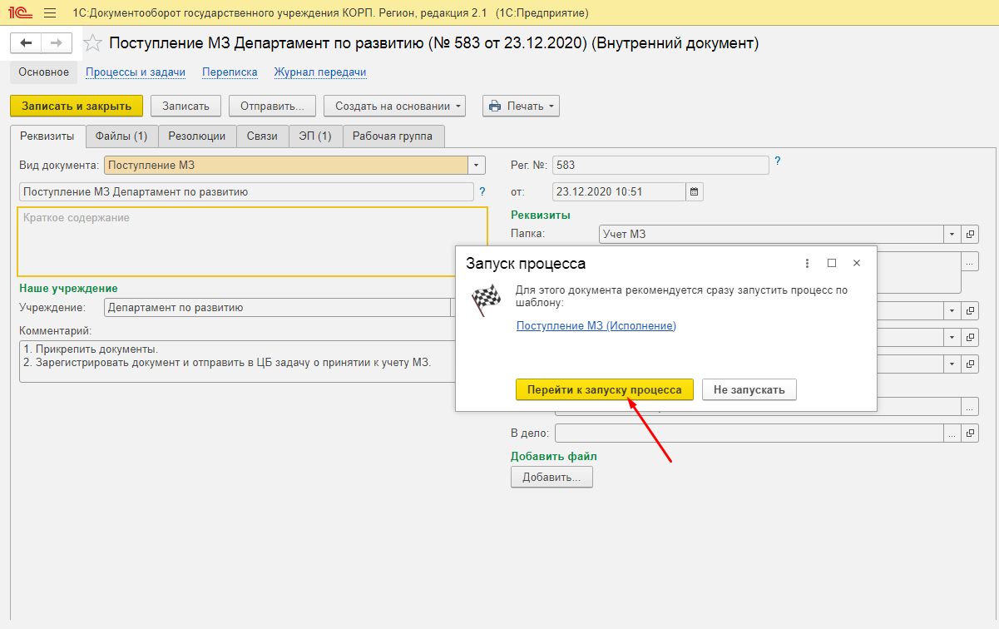 1С:Документооборот государственного учреждения КОРП. Регион, редакция 2.1 (1С:Предприятие)
Поступление МЗ Департамент по развитию (№ 583 от 23.12.2020) (Внутренний документ)
Основное Процессы и задачи Переписка Журнал передачи
Записать и закрыть Записать Отправить... Создать на основании Печать
Реквизиты Файлы (1) Резолюции Связи ЭП (1) Рабочая группа
Вид документа: Поступление МЗ Рег. №: 583 ?
Поступление МЗ Департамент по развитию ? от: 23.12.2020 10:51
Краткое содержание
Реквизиты
Папка: Учет МЗ
Запуск процесса
Для этого документа рекомендуется сразу запустить процесс по
шаблону:
Поступление МЗ (Исполнение)
Перейти к запуску процесса Не запускать
Наше учреждение
Учреждение: Департамент по развитию
Комментарий:
1. Прикрепить документы.
2. Зарегистрировать документ и отправить в ЦБ задачу о принятии к учету МЗ.
В дело: ...
Добавить файл
Добавить...